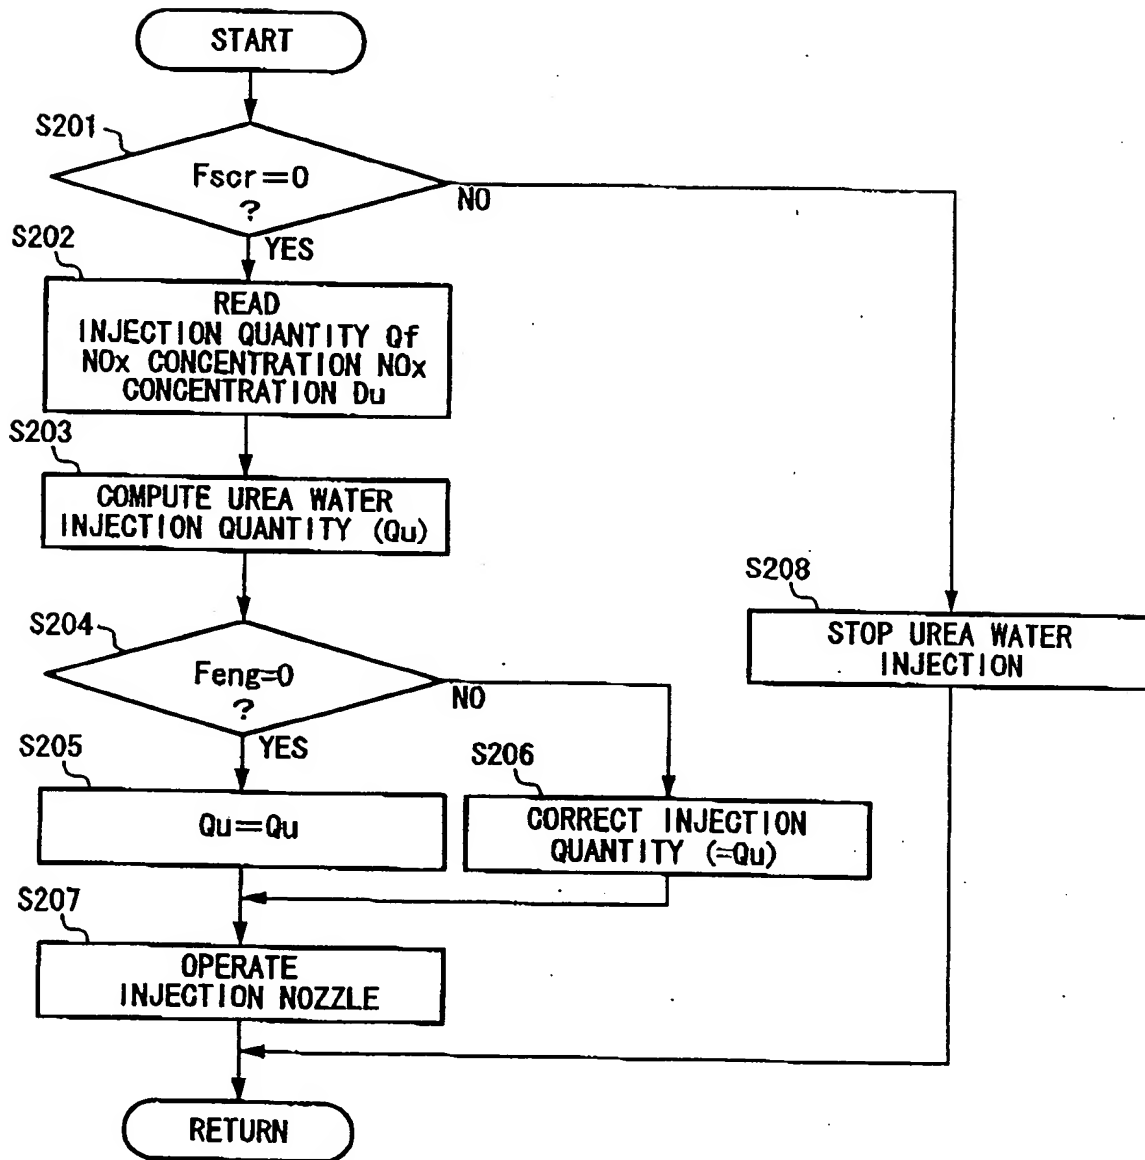 START
S201
Fscr=0
?
NO
YES
S202
READ
INJECTION QUANTITY Qf
NOx CONCENTRATION NOx
CONCENTRATION Du
S203
COMPUTE UREA WATER
INJECTION QUANTITY (Qu)
S204
Feng=0
?
NO
YES
S205
Qu=Qu
S206
CORRECT INJECTION
QUANTITY (=Qu)
S207
OPERATE
INJECTION NOZZLE
S208
STOP UREA WATER
INJECTION
RETURN